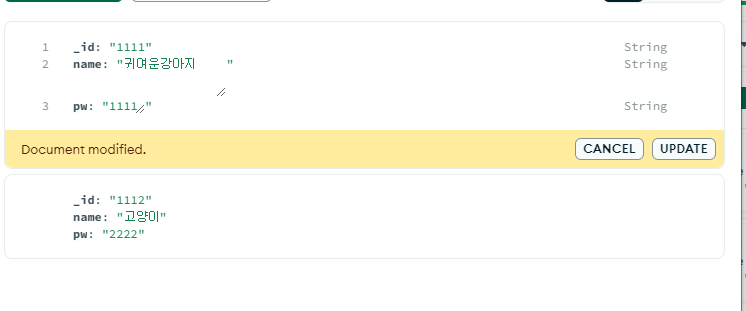 1 _id: "1111" String
2 name: "귀여운강아지 " String
3 pw: "1111 " String
Document modified. CANCEL UPDATE
_id: "1112"
name: "고양이"
pw: "2222"